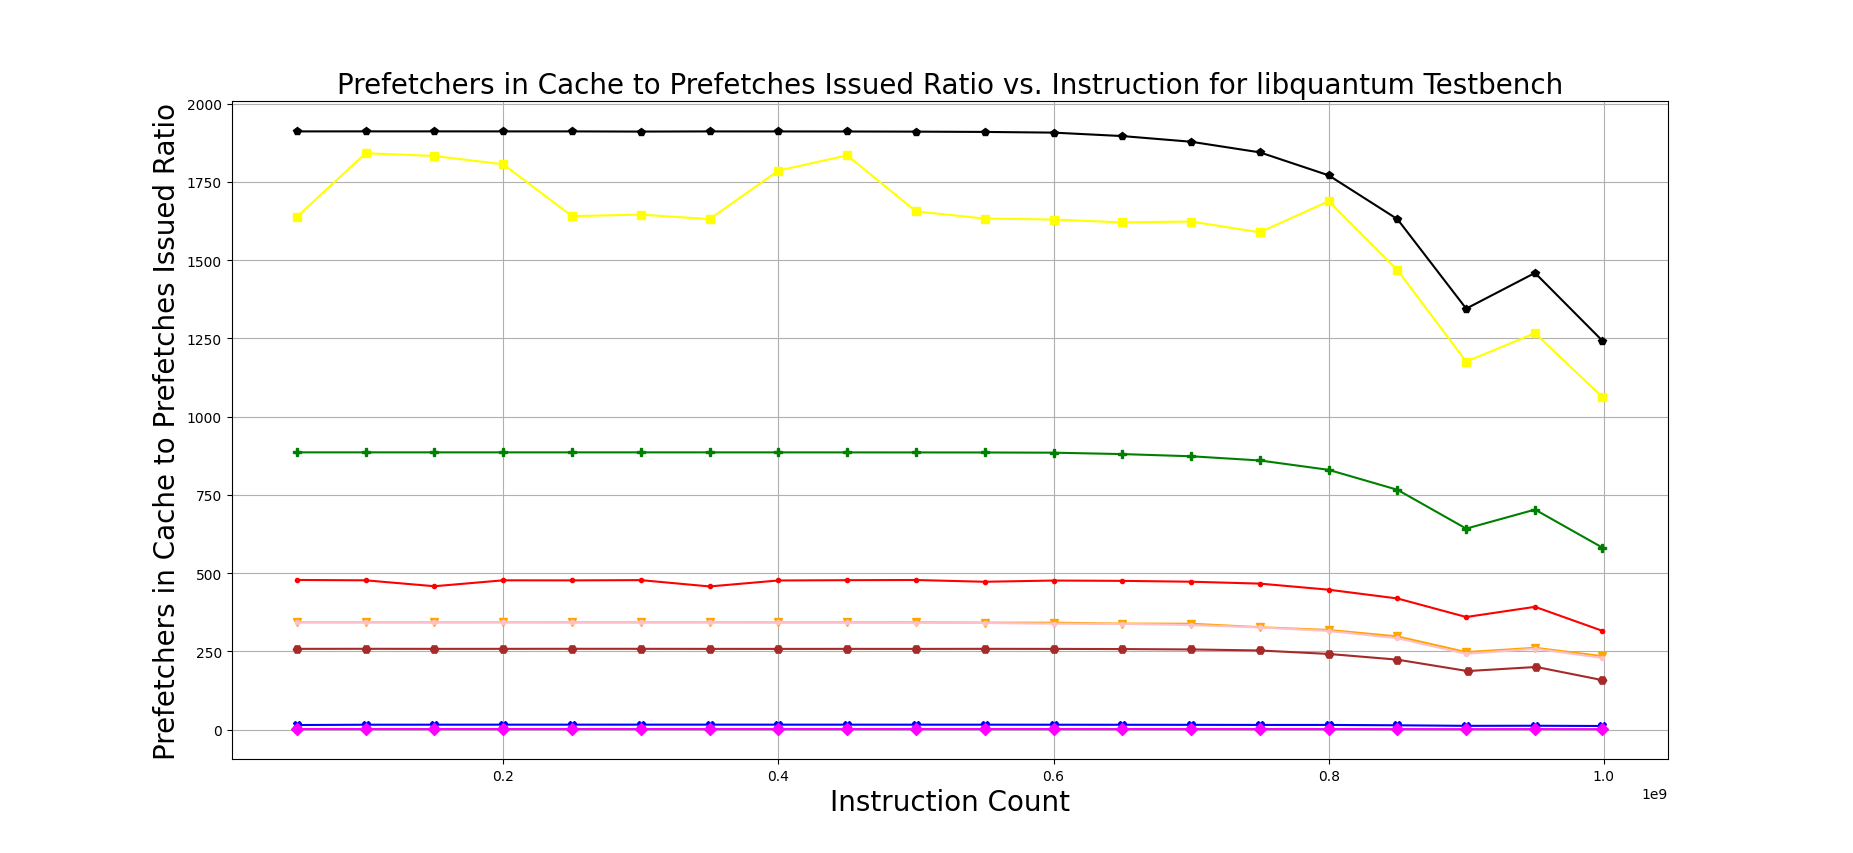 Prefetchers in Cache to Prefetches Issued Ratio vs. Instruction for libquantum Testbench
Prefetchers in Cache to Prefetches Issued Ratio
2000
1750
1500
1250
1000
750
500
250
0
0.2 0.4 0.6 0.8 1.0
1e9
Instruction Count